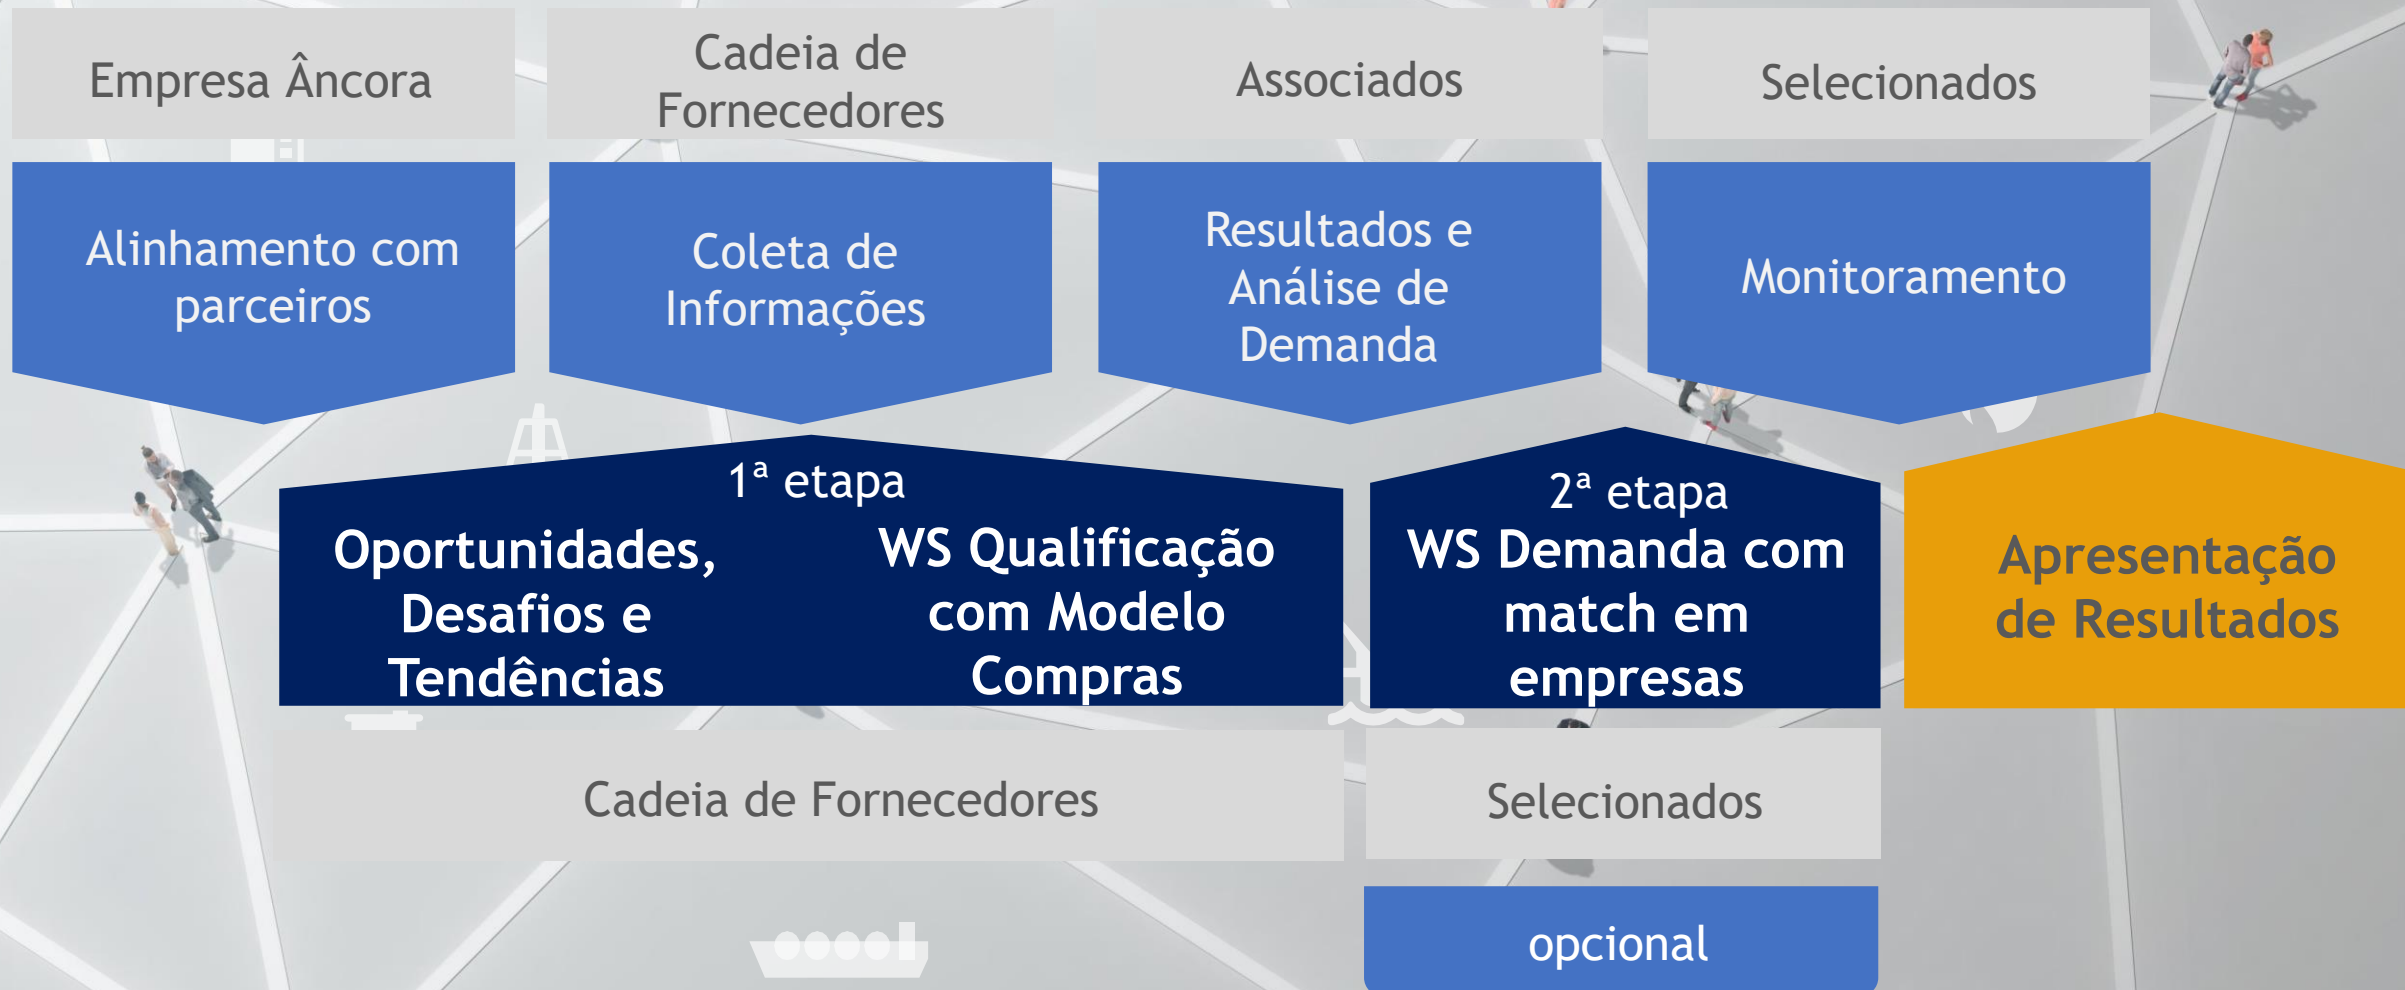 Empresa Âncora
Cadeia de
Fornecedores
Associados
Selecionados
Alinhamento com
parceiros
Coleta de
Informações
Resultados e
Análise de
Demanda
Monitoramento
1ª etapa
Oportunidades,
Desafios e
Tendências
WS Qualificação
com Modelo
Compras
2ª etapa
WS Demanda com
match em
empresas
Apresentação
de Resultados
Cadeia de Fornecedores
Selecionados
opcional